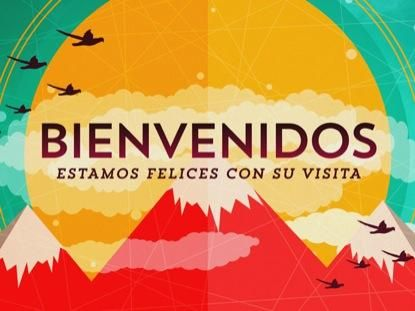 BIENVENIDOS
ESTAMOS FELICES CON SU VISITA